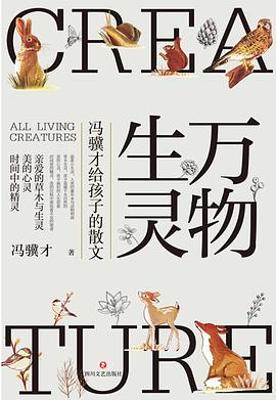 CREA
万物
生灵
冯骥才给孩子的散文
ALL LIVING
CREATURES
亲爱的草木与生灵
美的心灵
时间中的精灵
冯骥才 著
四川文艺出版社
TURE